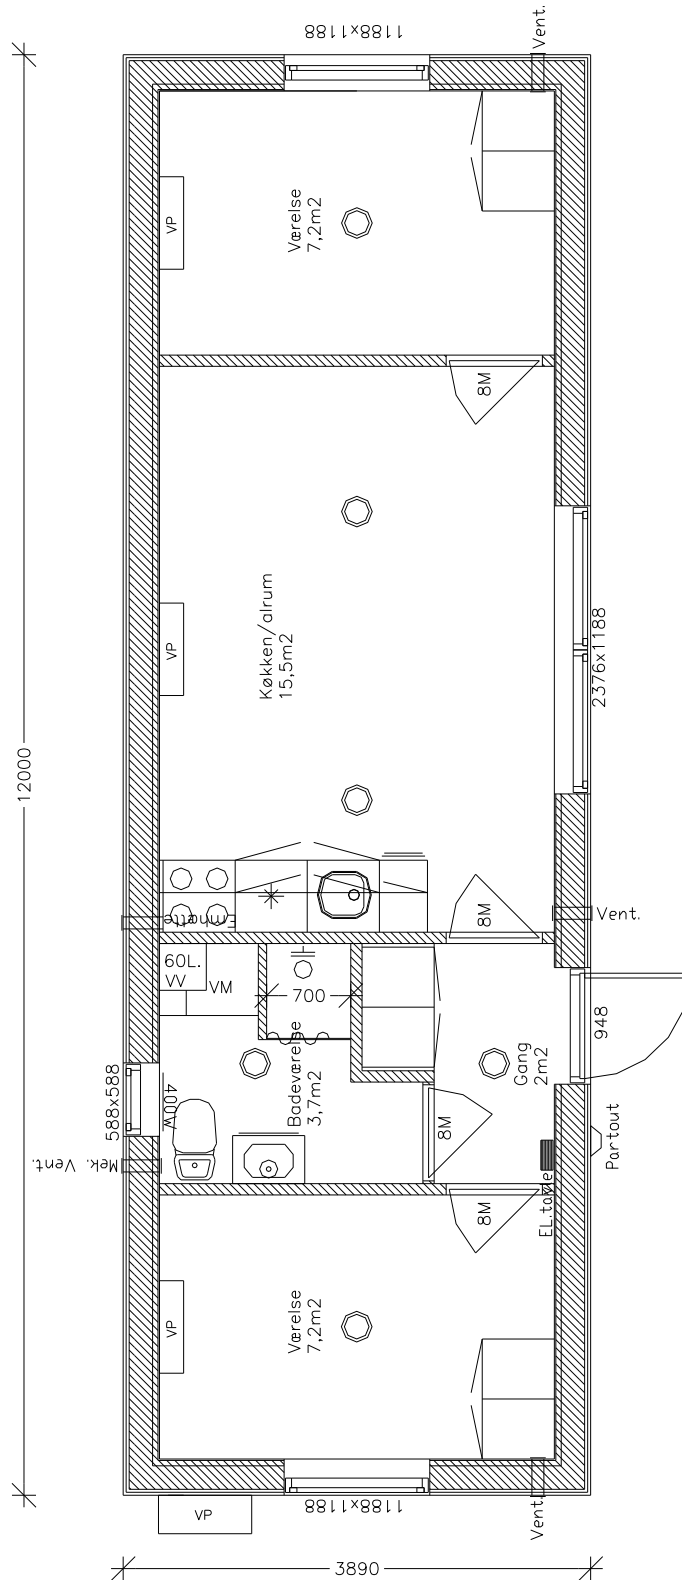 1188x1188
Vent.
VP
Værelse
7,2m2
8M
12000
VP
Køkken/alrum
15,5m2
2376x1188
Emhætte
8M
Vent.
60L.
VV
VM
700
948
588x588
400W
Badeværelse
3,7m2
Gang
2m2
8M
Mek. Vent.
Partout
EL.tavle
8M
VP
Værelse
7,2m2
1188x1188
Vent.
VP
3890